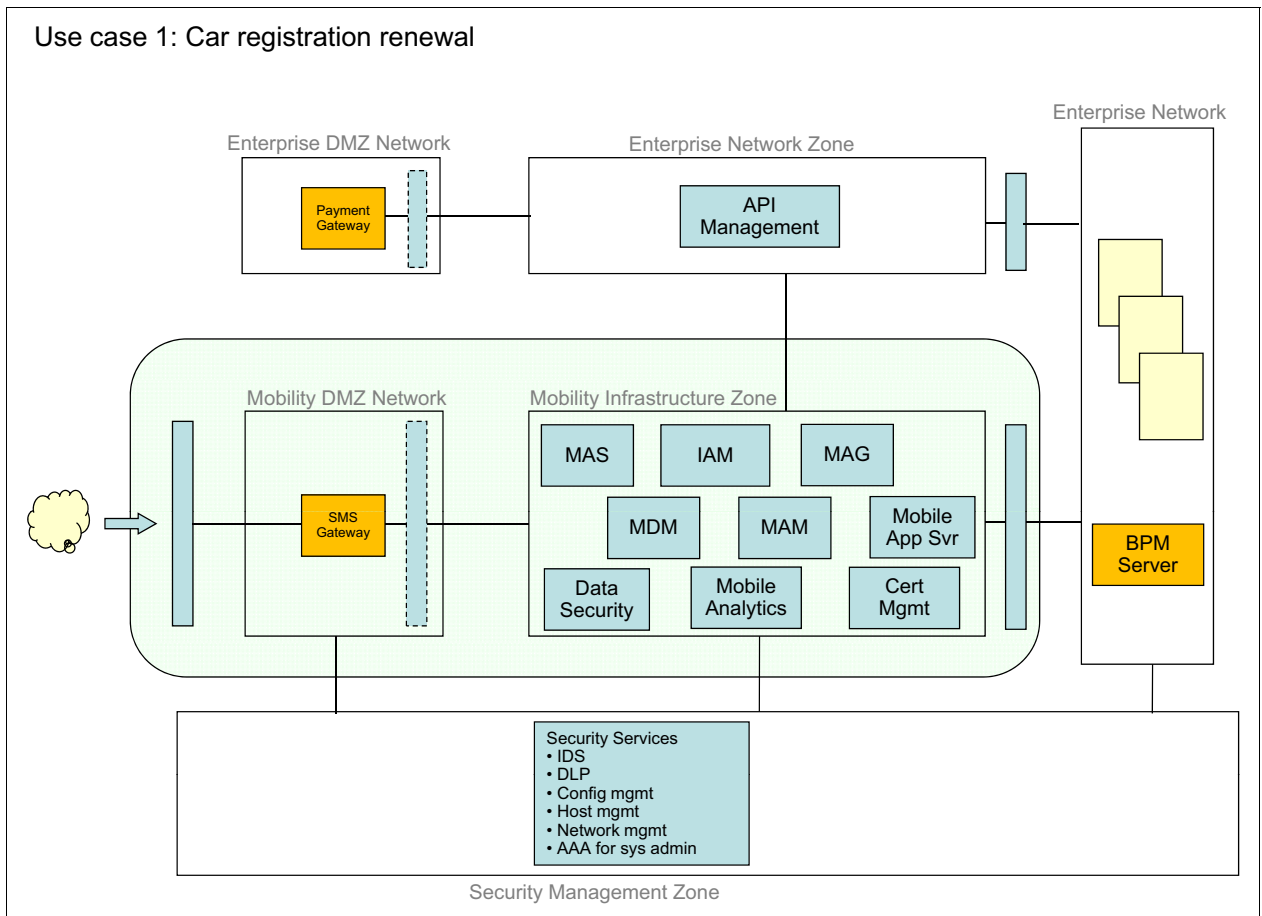 Use case 1: Car registration renewal
Enterprise Network
Enterprise DMZ Network
Enterprise Network Zone
Payment
Gateway
API
Management
Mobility DMZ Network
Mobility Infrastructure Zone
MAS
IAM
MAG
SMS
Gateway
MDM
MAM
Mobile
App Svr
BPM
Server
Data
Security
Mobile
Analytics
Cert
Mgmt
Security Services
• IDS
• DLP
• Config mgmt
• Host mgmt
• Network mgmt
• AAA for sys admin
Security Management Zone